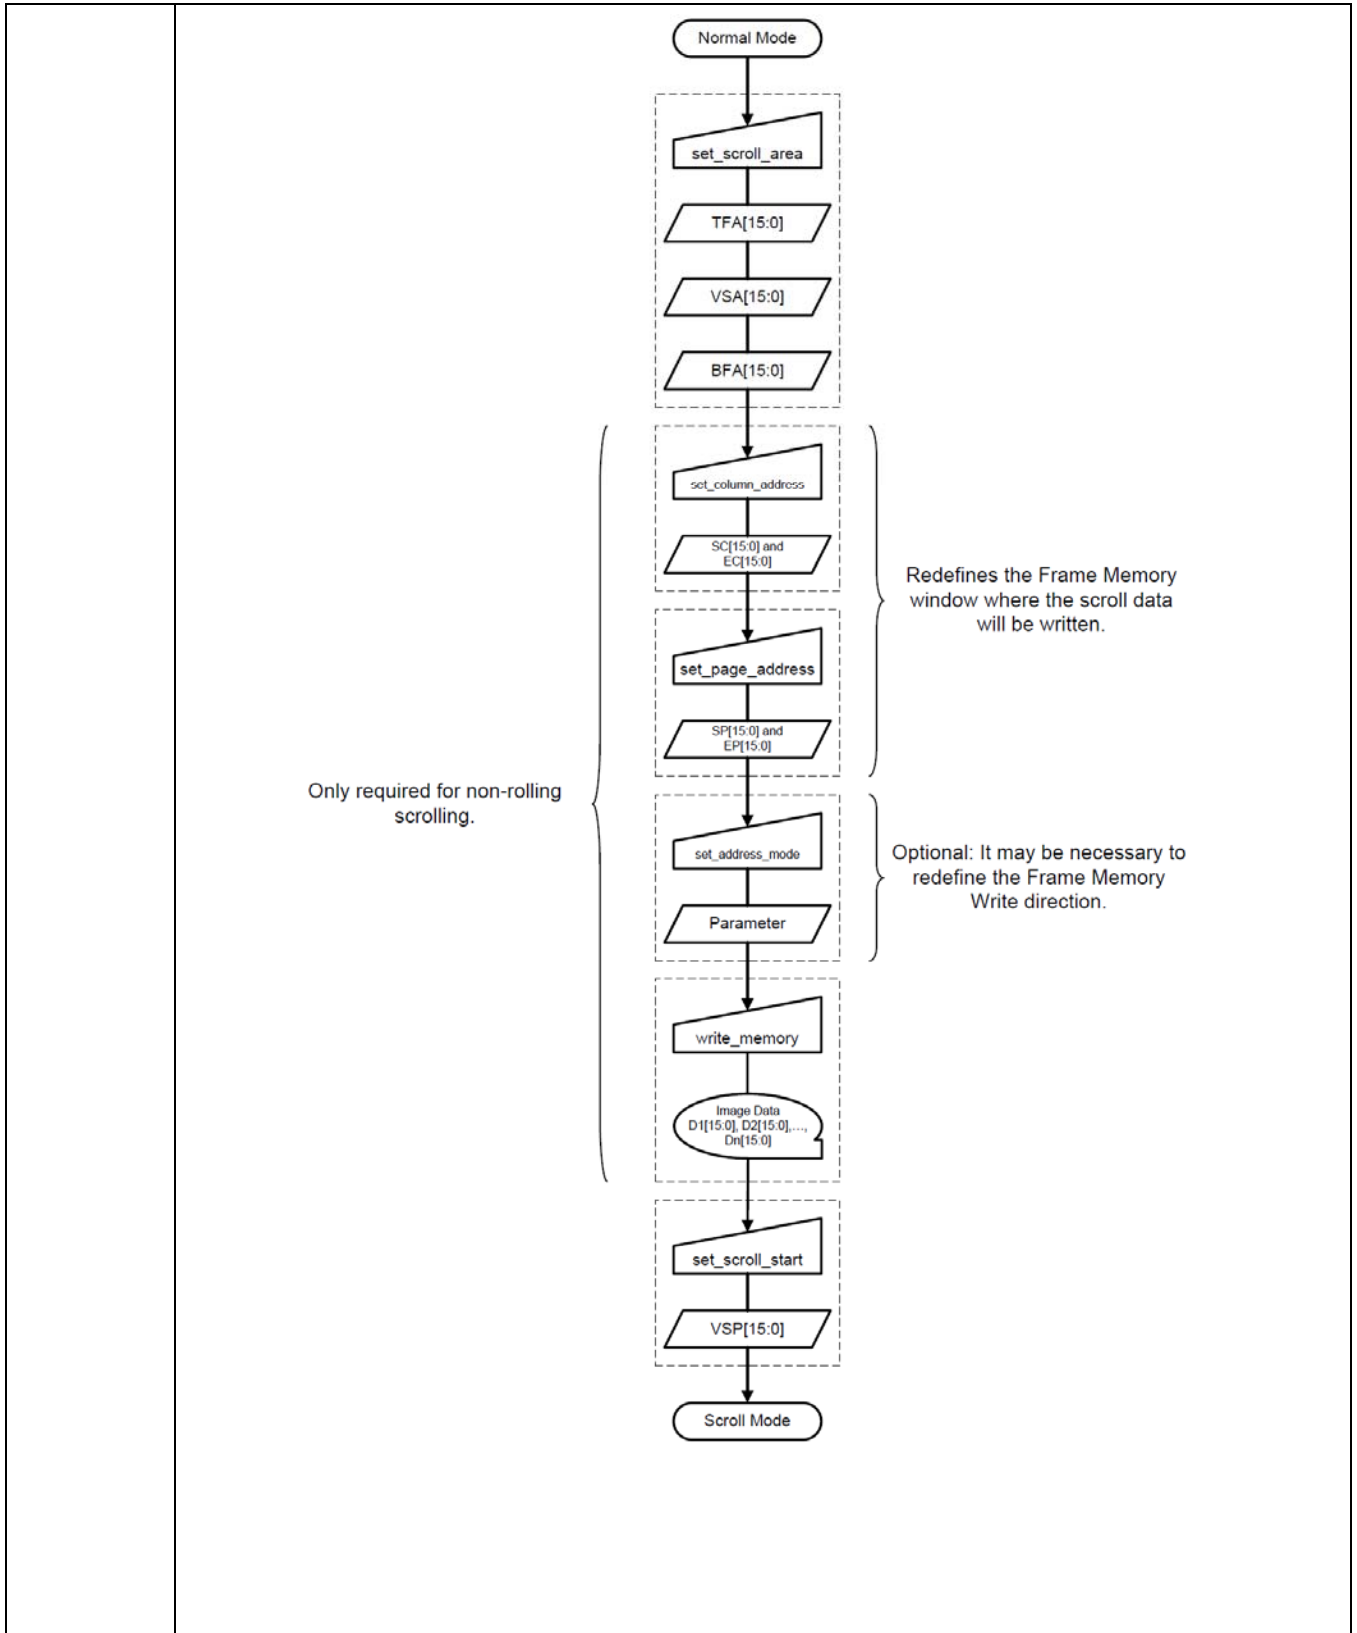 Normal Mode
set_scroll_area
TFA[15:0]
VSA[15:0]
BFA[15:0]
set_column_address
SC[15:0] and
EC[15:0]
Redefines the Frame Memory
window where the scroll data
will be written.
set_page_address
SP[15:0] and
EP[15:0]
Only required for non-rolling
scrolling.
set_address_mode
Parameter
Optional: It may be necessary to
redefine the Frame Memory
Write direction.
write_memory
Image Data
D1[15:0], D2[15:0],...,
Dn[15:0]
set_scroll_start
VSP[15:0]
Scroll Mode